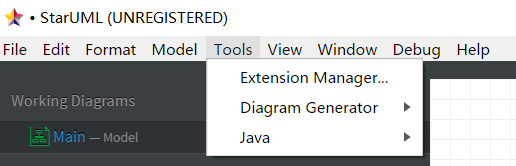 • StarUML (UNREGISTERED)
File Edit Format Model Tools View Window Debug Help
Extension Manager...
Working Diagrams
Diagram Generator
Main — Model
Java